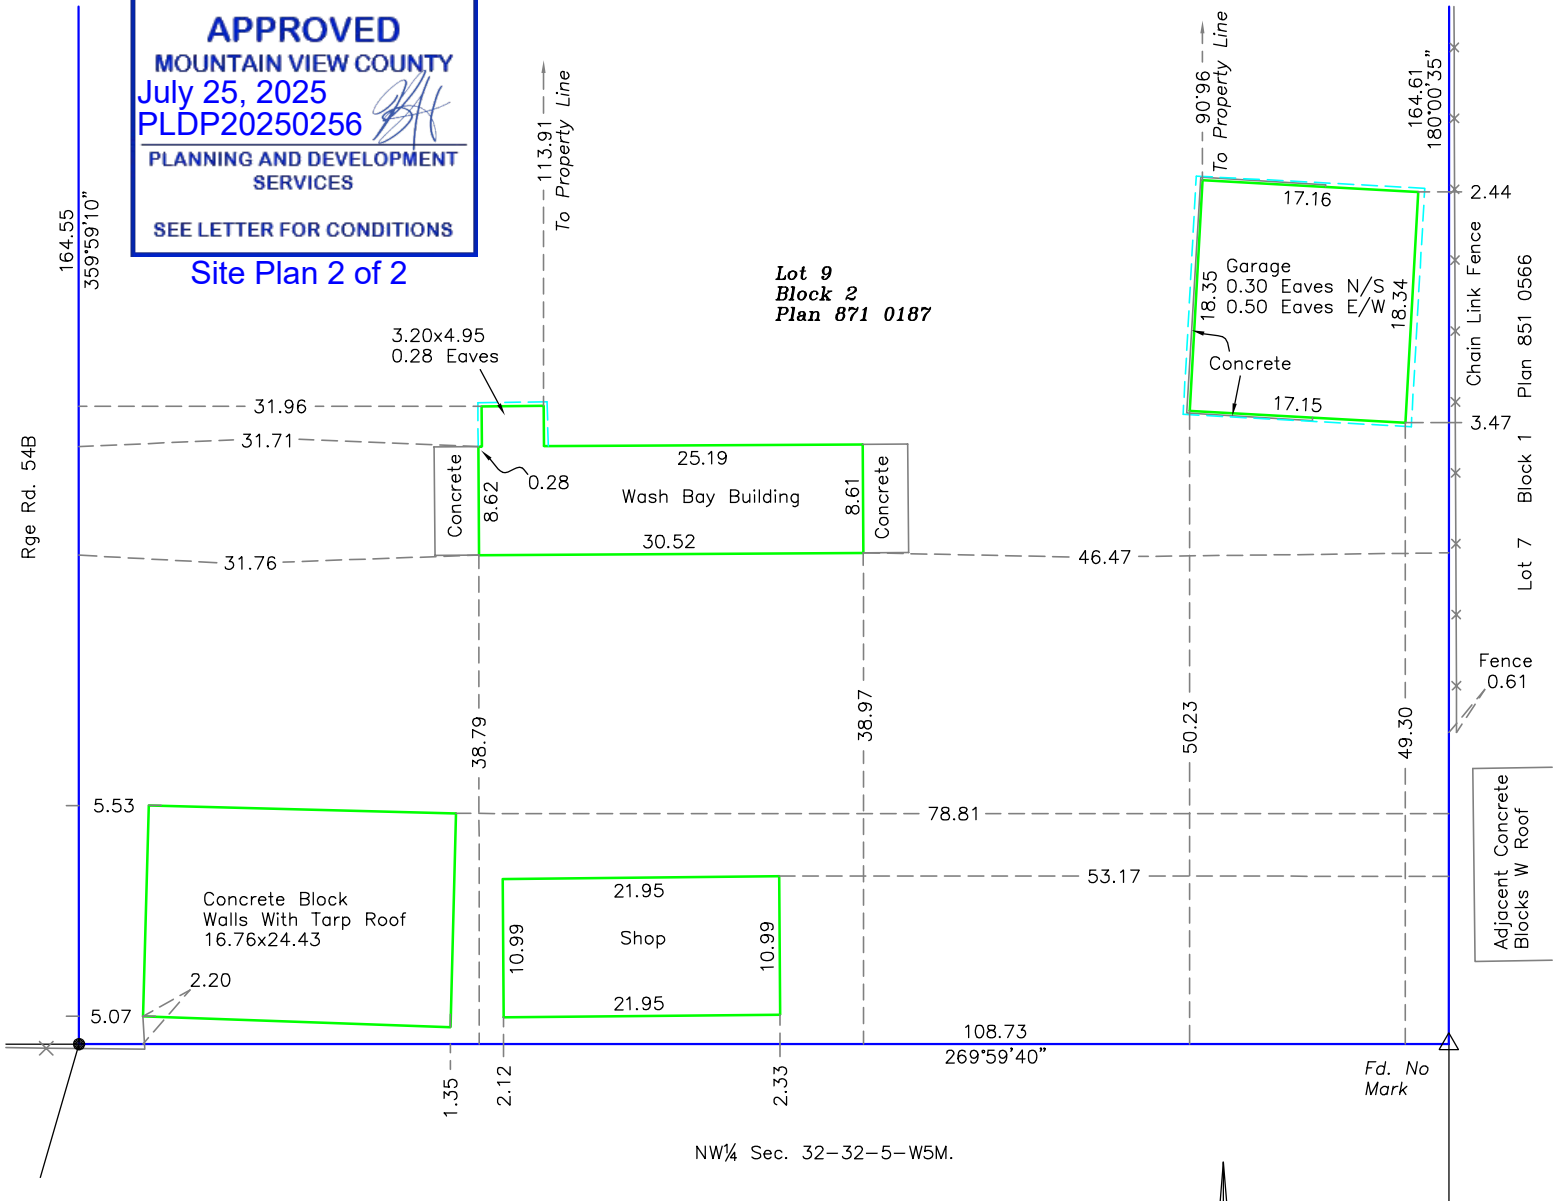 APPROVED
MOUNTAIN VIEW COUNTY
July 25, 2025
PLDP20250256
PLANNING AND DEVELOPMENT
SERVICES
SEE LETTER FOR CONDITIONS
Site Plan 2 of 2
164.55
359°59'10"
113.91
To Property Line
90.96
To Property Line
164.61
180°00'35"
Lot 9
Block 2
Plan 871 0187
17.16
2.44
Garage
0.30 Eaves N/S
0.50 Eaves E/W
18.35
18.34
Concrete
17.15
3.47
Chain Link Fence
Lot 7 Block 1 Plan 851 0566
3.20x4.95
0.28 Eaves
31.96
31.71
Rge Rd. 54B
Concrete
8.62
0.28
25.19
Wash Bay Building
8.61
Concrete
30.52
31.76
46.47
Fence
0.61
38.79
38.97
50.23
49.30
5.53
78.81
53.17
Concrete Block
Walls With Tarp Roof
16.76x24.43
2.20
5.07
21.95
10.99
Shop
10.99
21.95
Adjacent Concrete
Blocks W Roof
108.73
269°59'40"
1.35
2.12
2.33
Fd. No
Mark
NW¼ Sec. 32-32-5-W5M.